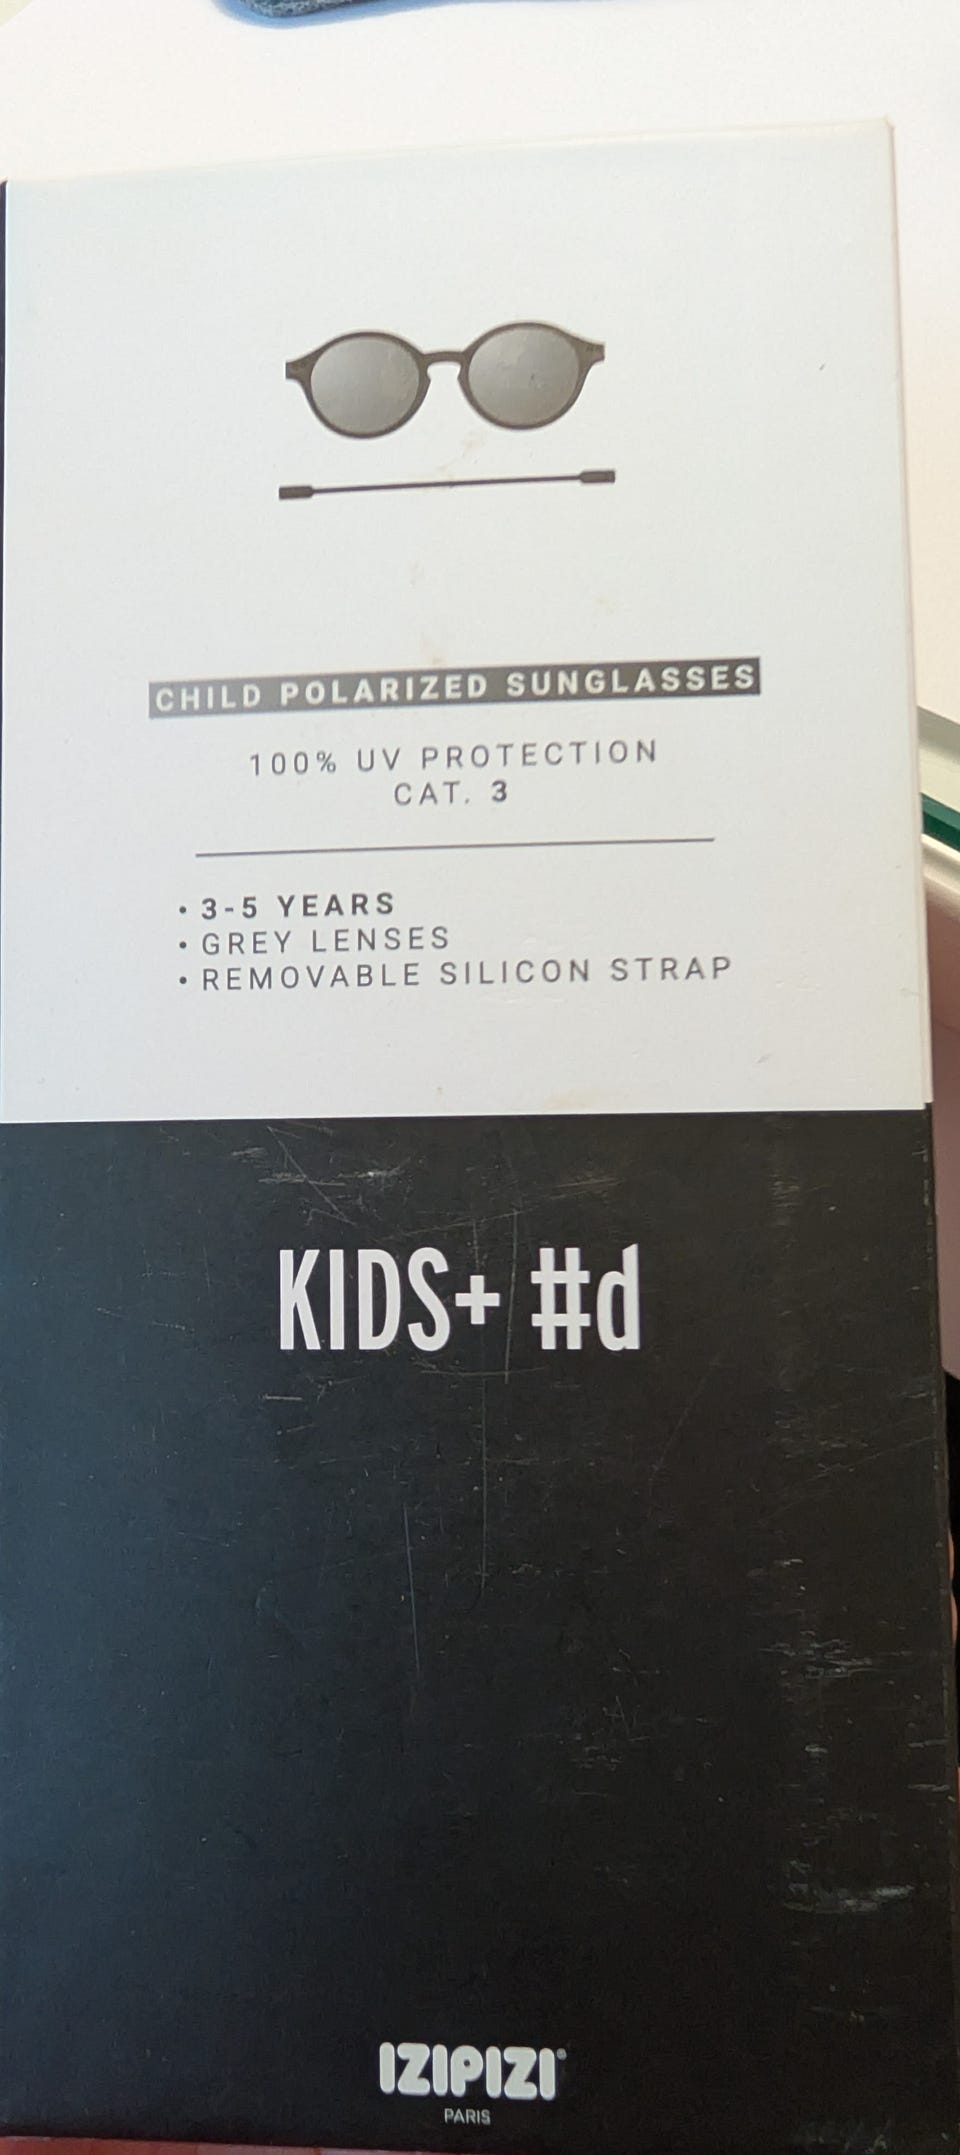 CHILD POLARIZED SUNGLASSES
100% UV PROTECTION
CAT. 3
• 3-5 YEARS
• GREY LENSES
• REMOVABLE SILICON STRAP
KIDS+ #d
IZIPIZI®
PARIS